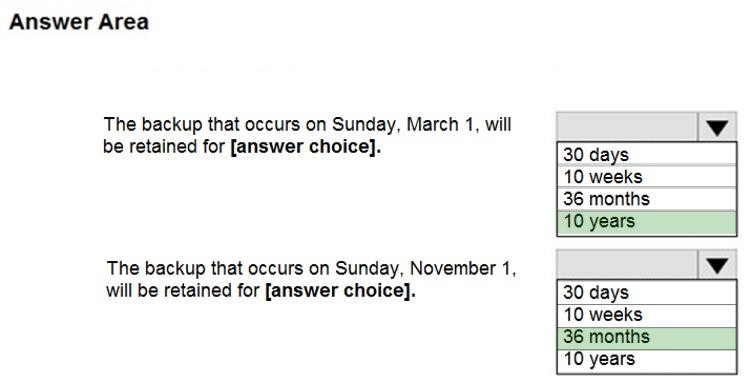 Answer Area
The backup that occurs on Sunday, March 1, will
be retained for [answer choice].
30 days
10 weeks
36 months
10 years
The backup that occurs on Sunday, November 1,
will be retained for [answer choice].
30 days
10 weeks
36 months
10 years